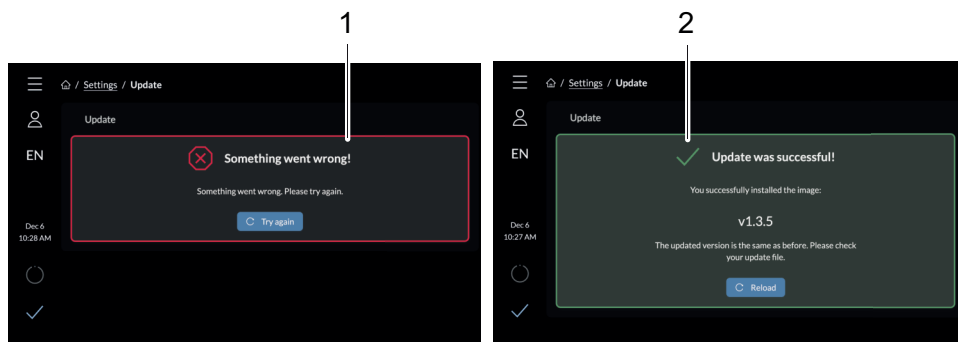 1
/ Settings / Update
Update
EN
Something went wrong!
Something went wrong. Please try again.
Try again
Dec 6
10:28 AM
2
/ Settings / Update
Update
EN
Update was successful!
You successfully installed the image:
v1.3.5
The updated version is the same as before. Please check
your update file.
Reload
Dec 6
10:27 AM